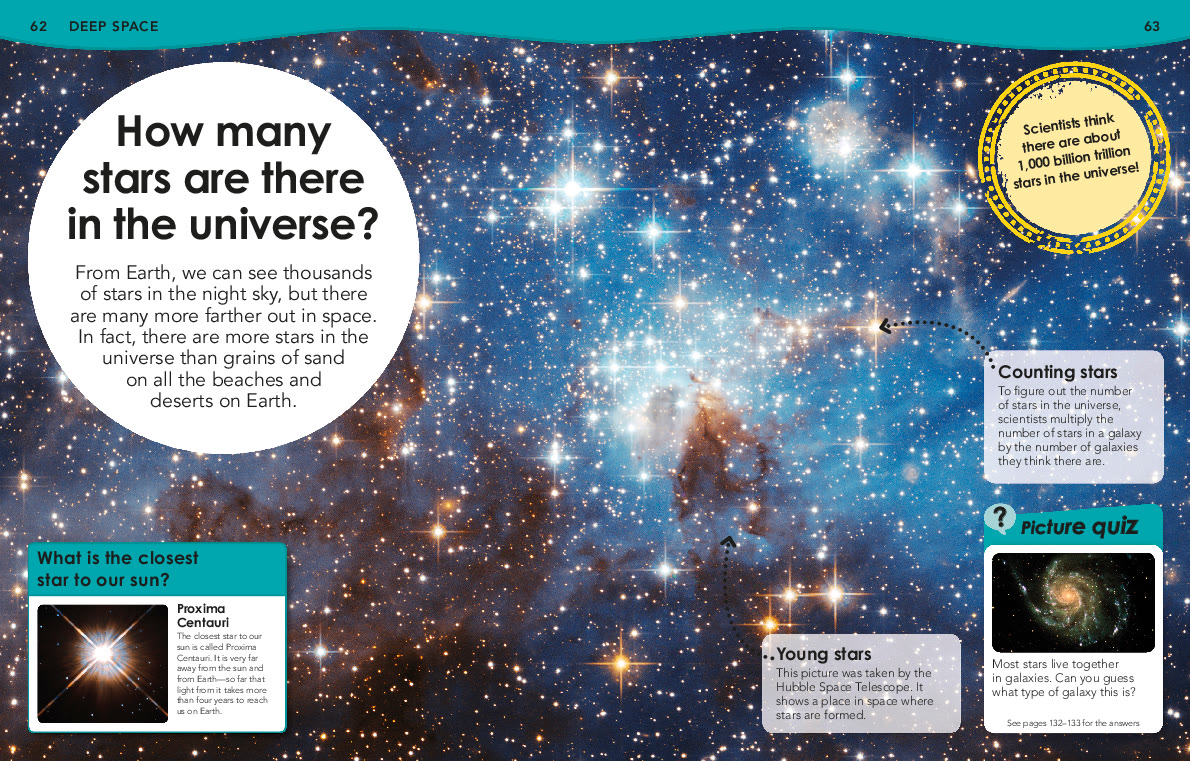 62 DEEP SPACE
63
How many
stars are there
in the universe?
From Earth, we can see thousands
of stars in the night sky, but there
are many more farther out in space.
In fact, there are more stars in the
universe than grains of sand
on all the beaches and
deserts on Earth.
Scientists think
there are about
1,000 billion trillion
stars in the universe!
Counting stars
To figure out the number
of stars in the universe,
scientists multiply the
number of stars in a galaxy
by the number of galaxies
they think there are.
What is the closest
star to our sun?
Proxima
Centauri
The closest star to our
sun is called Proxima
Centauri. It is very far
away from the sun and
from Earth—so far that
light from it takes more
than four years to reach
us on Earth.
Young stars
This picture was taken by the
Hubble Space Telescope. It
shows a place in space where
stars are formed.
? Picture quiz
Most stars live together
in galaxies. Can you guess
what type of galaxy this is?
See pages 132–133 for the answers